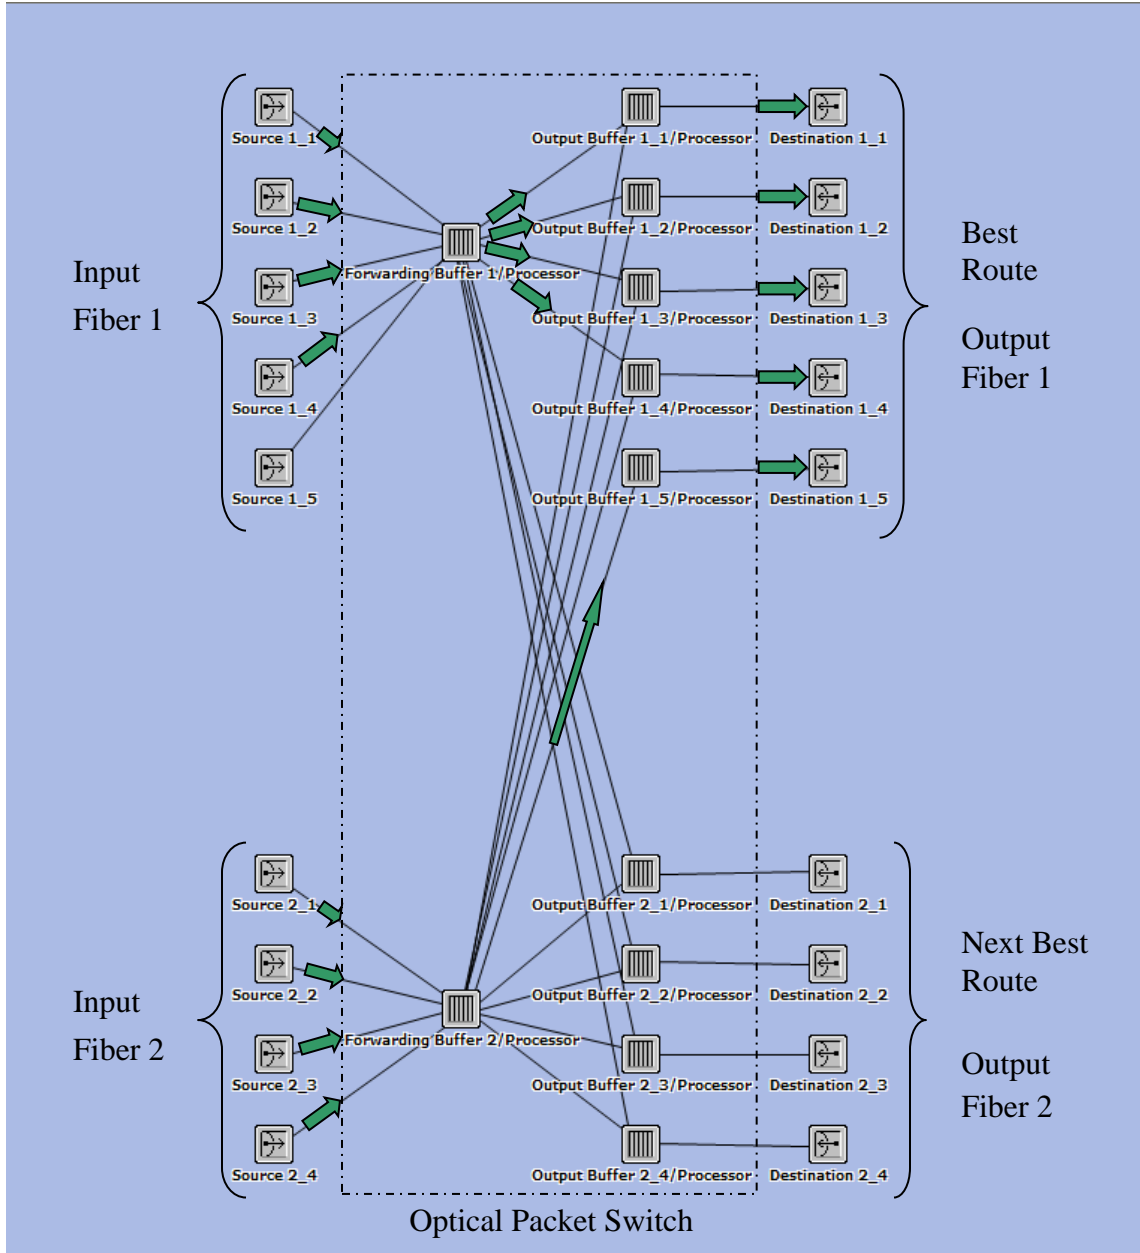 Source 1_1
Output Buffer 1_1/Processor
Destination 1_1
Source 1_2
Output Buffer 1_2/Processor
Destination 1_2
Input
Fiber 1
Forwarding Buffer 1/Processor
Source 1_3
Output Buffer 1_3/Processor
Destination 1_3
Best
Route
Output
Fiber 1
Source 1_4
Output Buffer 1_4/Processor
Destination 1_4
Source 1_5
Output Buffer 1_5/Processor
Destination 1_5
Source 2_1
Output Buffer 2_1/Processor
Destination 2_1
Source 2_2
Output Buffer 2_2/Processor
Destination 2_2
Next Best
Route
Input
Fiber 2
Forwarding Buffer 2/Processor
Source 2_3
Output Buffer 2_3/Processor
Destination 2_3
Output
Fiber 2
Source 2_4
Output Buffer 2_4/Processor
Destination 2_4
Optical Packet Switch